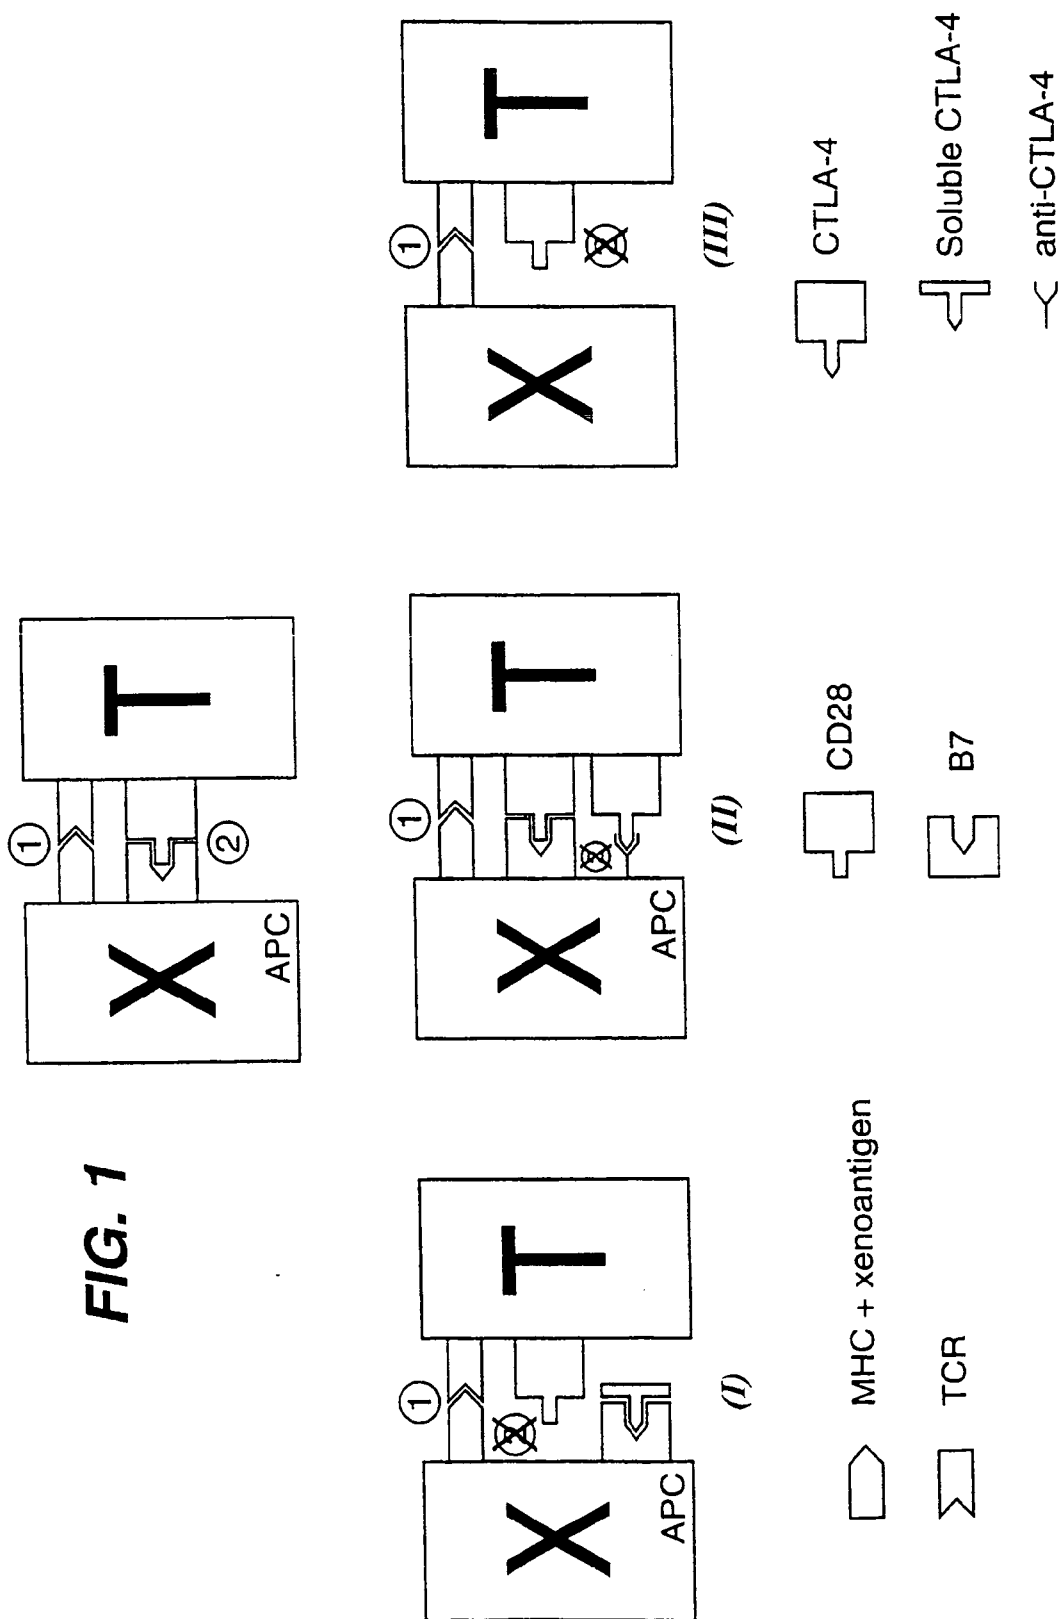 FIG. 1
1
X
APC
T
2
1
X
APC
T
(I)
1
X
APC
T
(II)
1
X
T
(III)
MHC + xenoantigen
CD28
CTLA-4
TCR
B7
Soluble CTLA-4
anti-CTLA-4